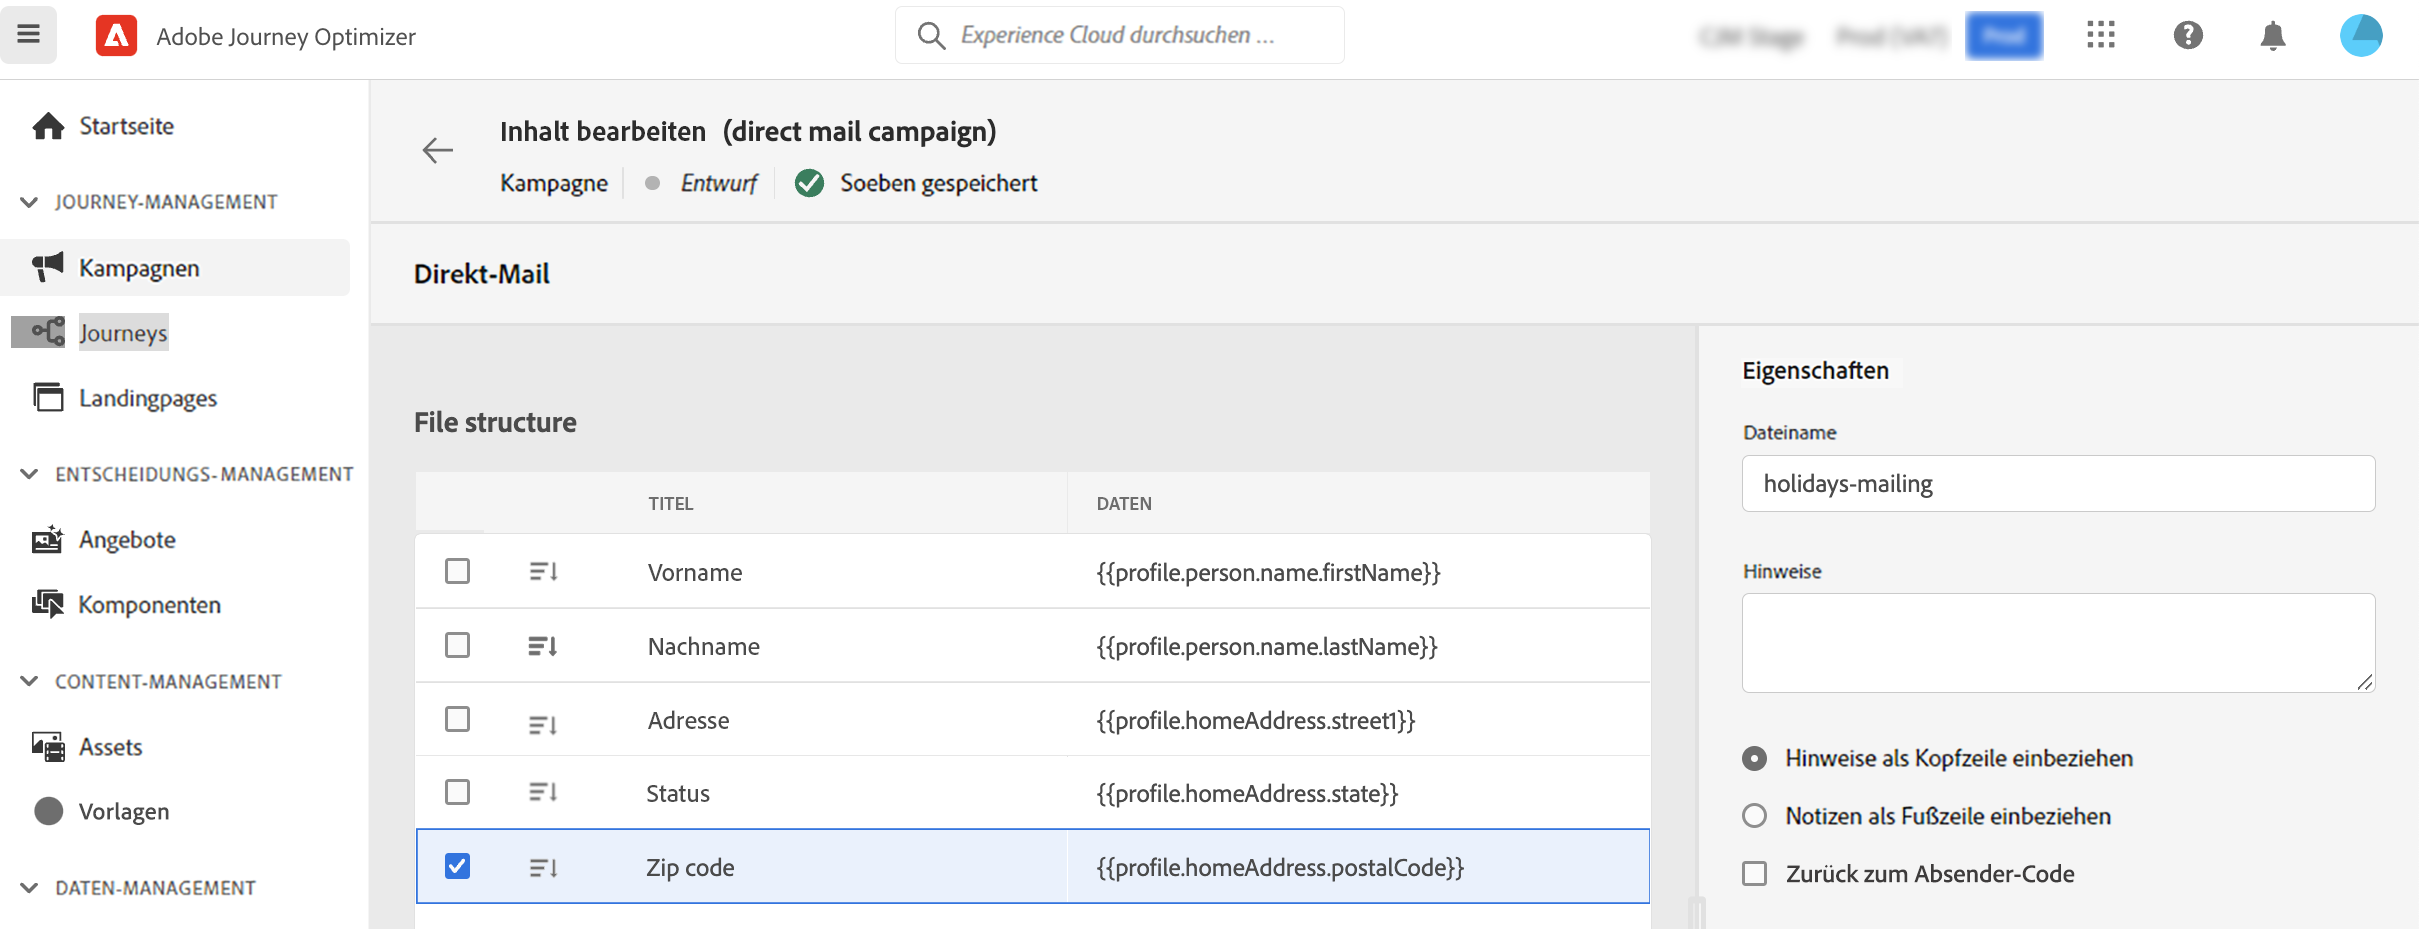 Adobe Journey Optimizer
Experience Cloud durchsuchen ...
Startseite
JOURNEY-MANAGEMENT
Kampagnen
Journeys
Landingpages
ENTSCHEIDUNGS-MANAGEMENT
Angebote
Komponenten
CONTENT-MANAGEMENT
Assets
Vorlagen
DATEN-MANAGEMENT
Inhalt bearbeiten (direct mail campaign)
Kampagne Entwurf Soeben gespeichert
Direkt-Mail
File structure
TITEL DATEN
Vorname {{profile.person.name.firstName}}
Nachname {{profile.person.name.lastName}}
Adresse {{profile.homeAddress.street1}}
Status {{profile.homeAddress.state}}
Zip code {{profile.homeAddress.postalCode}}
Eigenschaften
Dateiname
holidays-mailing
Hinweise
Hinweise als Kopfzeile einbeziehen
Notizen als Fußzeile einbeziehen
Zurück zum Absender-Code